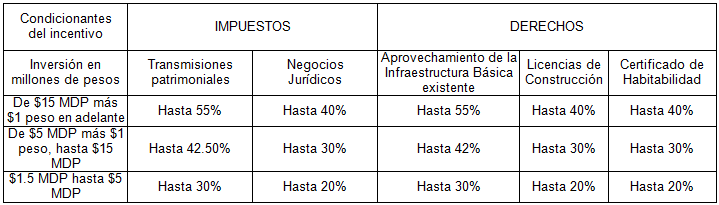 Condicionantes del incentivo
IMPUESTOS
DERECHOS
Inversión en millones de pesos
Transmisiones patrimoniales
Negocios Jurídicos
Aprovechamiento de la Infraestructura Básica existente
Licencias de Construcción
Certificado de Habitabilidad
De $15 MDP más $1 peso en adelante
Hasta 55%
Hasta 40%
Hasta 55%
Hasta 40%
Hasta 40%
De $5 MDP más $1 peso, hasta $15 MDP
Hasta 42.50%
Hasta 30%
Hasta 42%
Hasta 30%
Hasta 30%
$1.5 MDP hasta $5 MDP
Hasta 30%
Hasta 20%
Hasta 30%
Hasta 20%
Hasta 20%